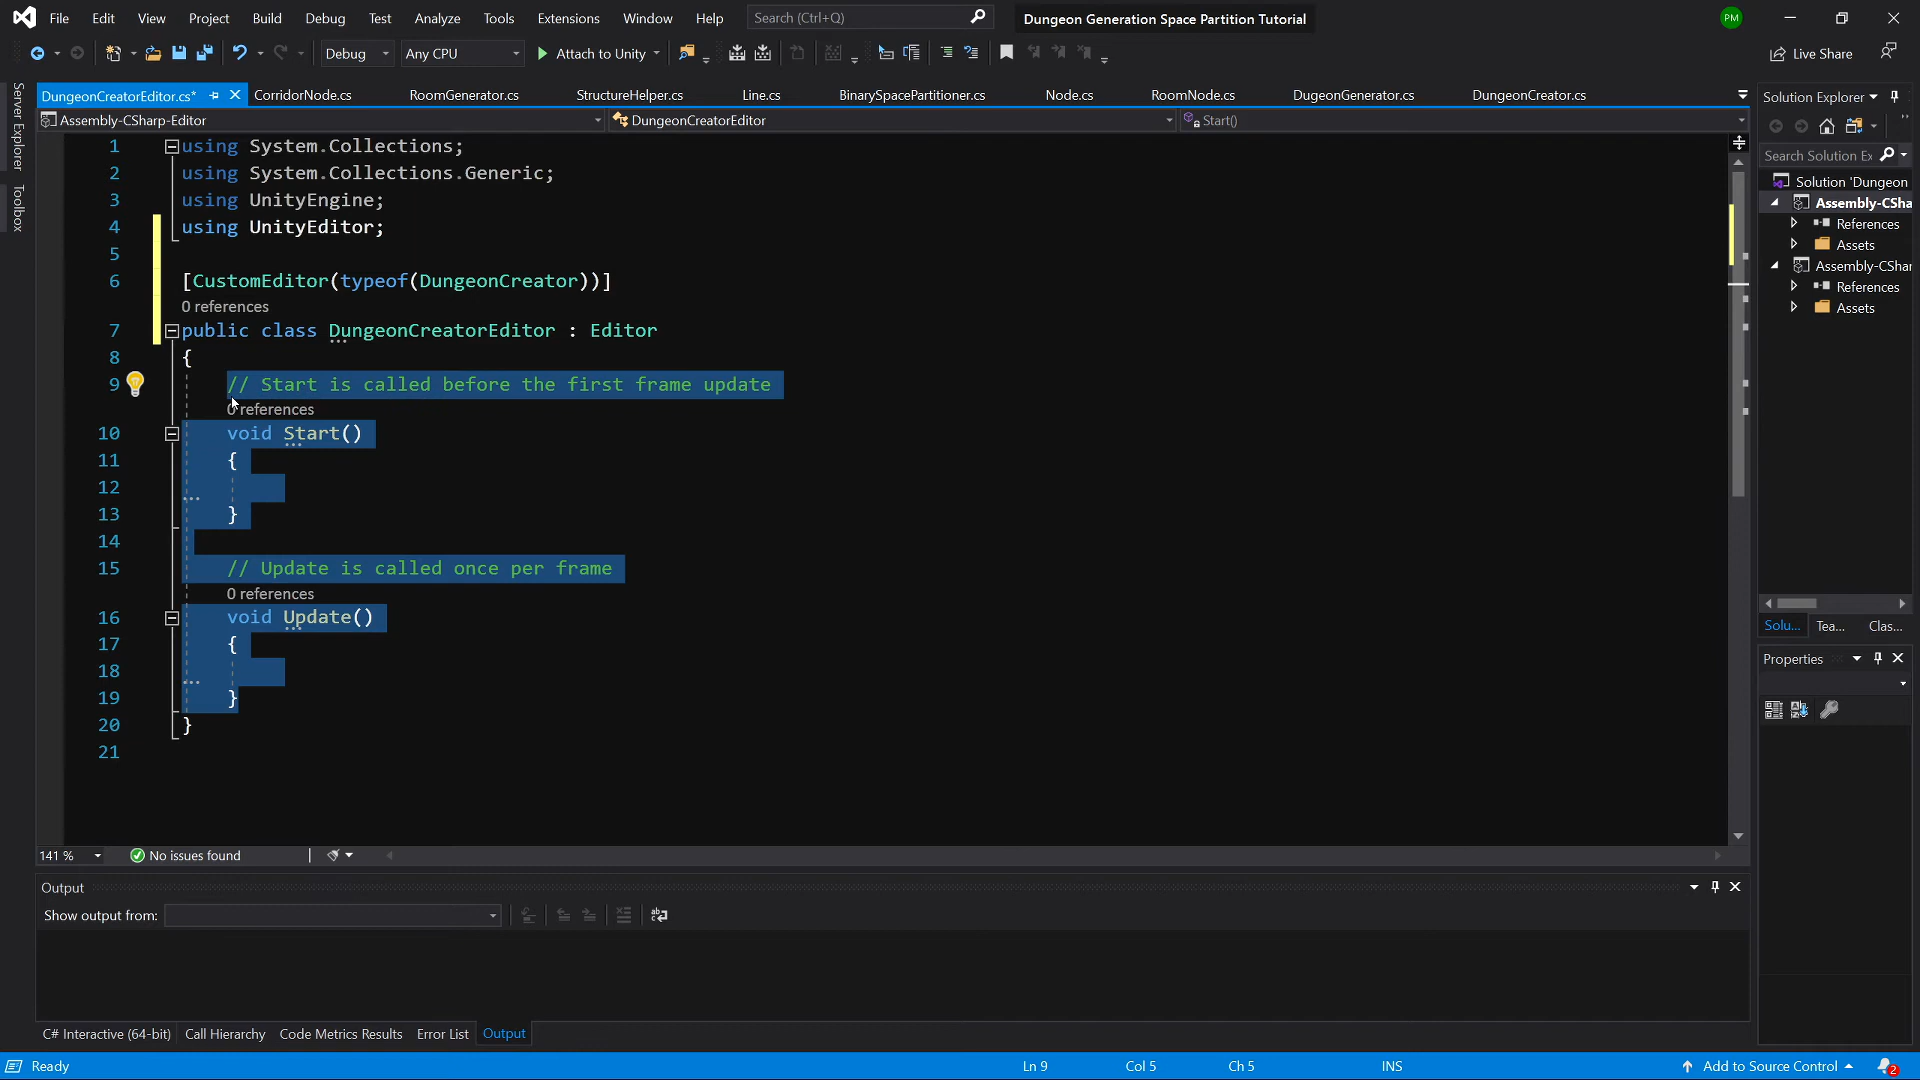 File Edit View Project Build Debug Test Analyze Tools Extensions Window Help Search (Ctrl+Q) Dungeon Generation Space Partition Tutorial PM
Debug Any CPU Attach to Unity Live Share
Server Explorer
Toolbox
DungeonCreatorEditor.cs* CorridorNode.cs RoomGenerator.cs StructureHelper.cs Line.cs BinarySpacePartitioner.cs Node.cs RoomNode.cs DugeonGenerator.cs DungeonCreator.cs
Assembly-CSharp-Editor DungeonCreatorEditor Start()
1 using System.Collections;
2 using System.Collections.Generic;
3 using UnityEngine;
4 using UnityEditor;
5
6 [CustomEditor(typeof(DungeonCreator))]
0 references
7 public class DungeonCreatorEditor : Editor
8 {
9 // Start is called before the first frame update
0 references
10 void Start()
11 {
12
13 }
14
15 // Update is called once per frame
0 references
16 void Update()
17 {
18
19 }
20 }
21
141 % No issues found
Output
Show output from:
C# Interactive (64-bit) Call Hierarchy Code Metrics Results Error List Output
Solution Explorer
Search Solution Ex
Solution 'Dungeon
Assembly-CSha
References
Assets
Assembly-CShar
References
Assets
Solu... Tea... Clas...
Properties
Ready Ln 9 Col 5 Ch 5 INS Add to Source Control 2